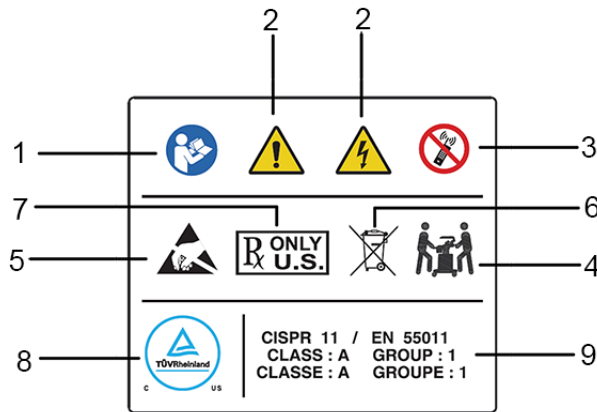 2 2
1 3
7 6
℞ ONLY
U.S.
5 4
TÜVRheinland
C US
8 9
CISPR 11 / EN 55011
CLASS : A GROUP : 1
CLASSE : A GROUPE : 1